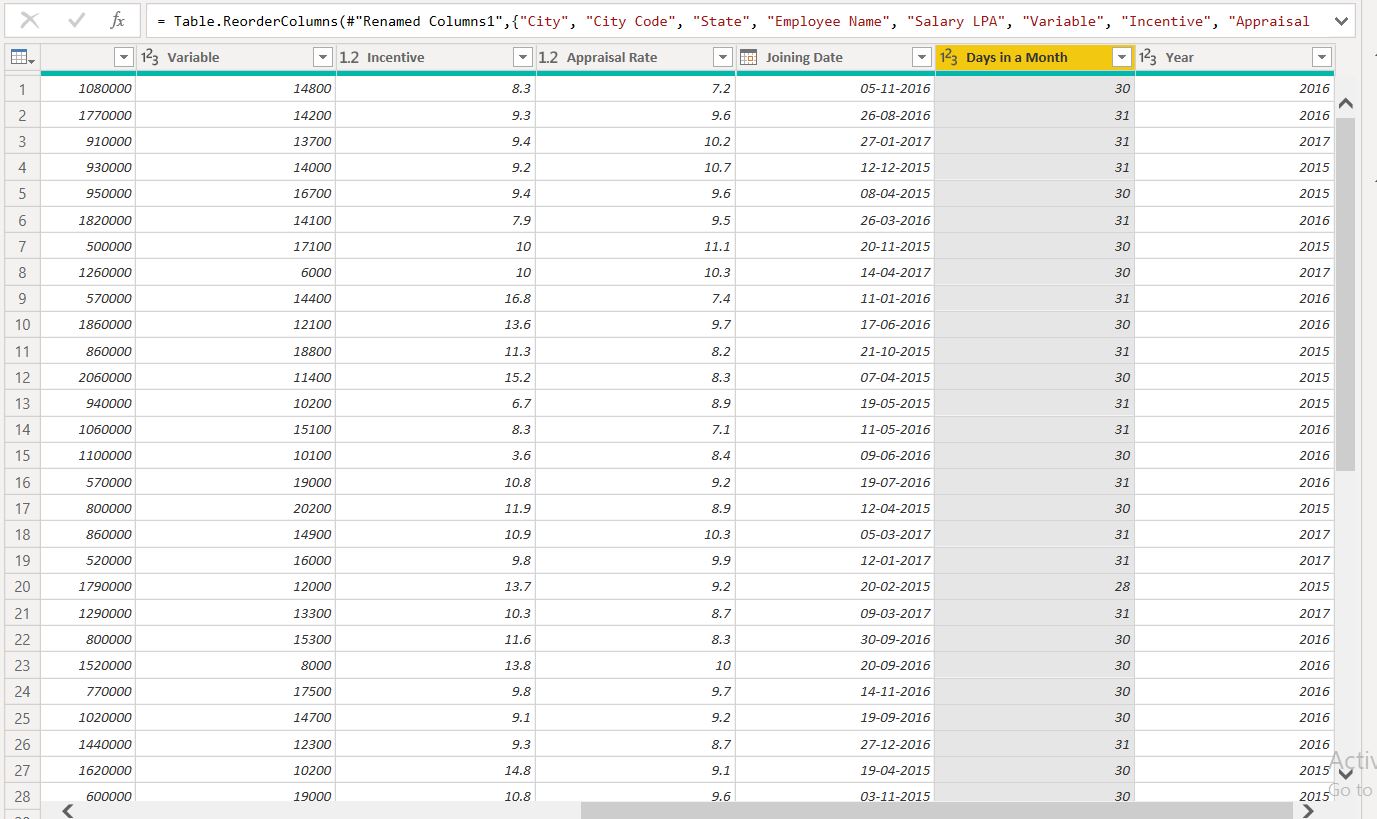 fx = Table.ReorderColumns(#"Renamed Columns1",{"City", "City Code", "State", "Employee Name", "Salary LPA", "Variable", "Incentive", "Appraisal
1²3 Variable 1.2 Incentive 1.2 Appraisal Rate Joining Date 1²3 Days in a Month 1²3 Year
1 1080000 14800 8.3 7.2 05-11-2016 30 2016
2 1770000 14200 9.3 9.6 26-08-2016 31 2016
3 910000 13700 9.4 10.2 27-01-2017 31 2017
4 930000 14000 9.2 10.7 12-12-2015 31 2015
5 950000 16700 9.4 9.6 08-04-2015 30 2015
6 1820000 14100 7.9 9.5 26-03-2016 31 2016
7 500000 17100 10 11.1 20-11-2015 30 2015
8 1260000 6000 10 10.3 14-04-2017 30 2017
9 570000 14400 16.8 7.4 11-01-2016 31 2016
10 1860000 12100 13.6 9.7 17-06-2016 30 2016
11 860000 18800 11.3 8.2 21-10-2015 31 2015
12 2060000 11400 15.2 8.3 07-04-2015 30 2015
13 940000 10200 6.7 8.9 19-05-2015 31 2015
14 1060000 15100 8.3 7.1 11-05-2016 31 2016
15 1100000 10100 3.6 8.4 09-06-2016 30 2016
16 570000 19000 10.8 9.2 19-07-2016 31 2016
17 800000 20200 11.9 8.9 12-04-2015 30 2015
18 860000 14900 10.9 10.3 05-03-2017 31 2017
19 520000 16000 9.8 9.9 12-01-2017 31 2017
20 1790000 12000 13.7 9.2 20-02-2015 28 2015
21 1290000 13300 10.3 8.7 09-03-2017 31 2017
22 800000 15300 11.6 8.3 30-09-2016 30 2016
23 1520000 8000 13.8 10 20-09-2016 30 2016
24 770000 17500 9.8 9.7 14-11-2016 30 2016
25 1020000 14700 9.1 9.2 19-09-2016 30 2016
26 1440000 12300 9.3 8.7 27-12-2016 31 2016
Activ
27 1620000 10200 14.8 9.1 19-04-2015 30 2015
28 600000 19000 10.8 9.6 03-11-2015 30 2015
Go to